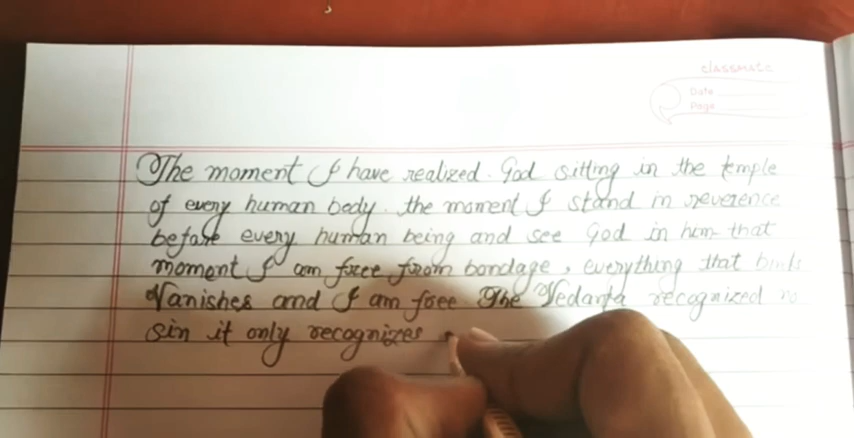 classmate
Date
Page
The moment I have realized. God sitting in the temple
of every human body. the moment I stand in reverence
before every human being and see God in him- that
moment I am free from bondage, everything that binds
Vanishes and I am free. The Vedanta recognized no
sin it only recognizes